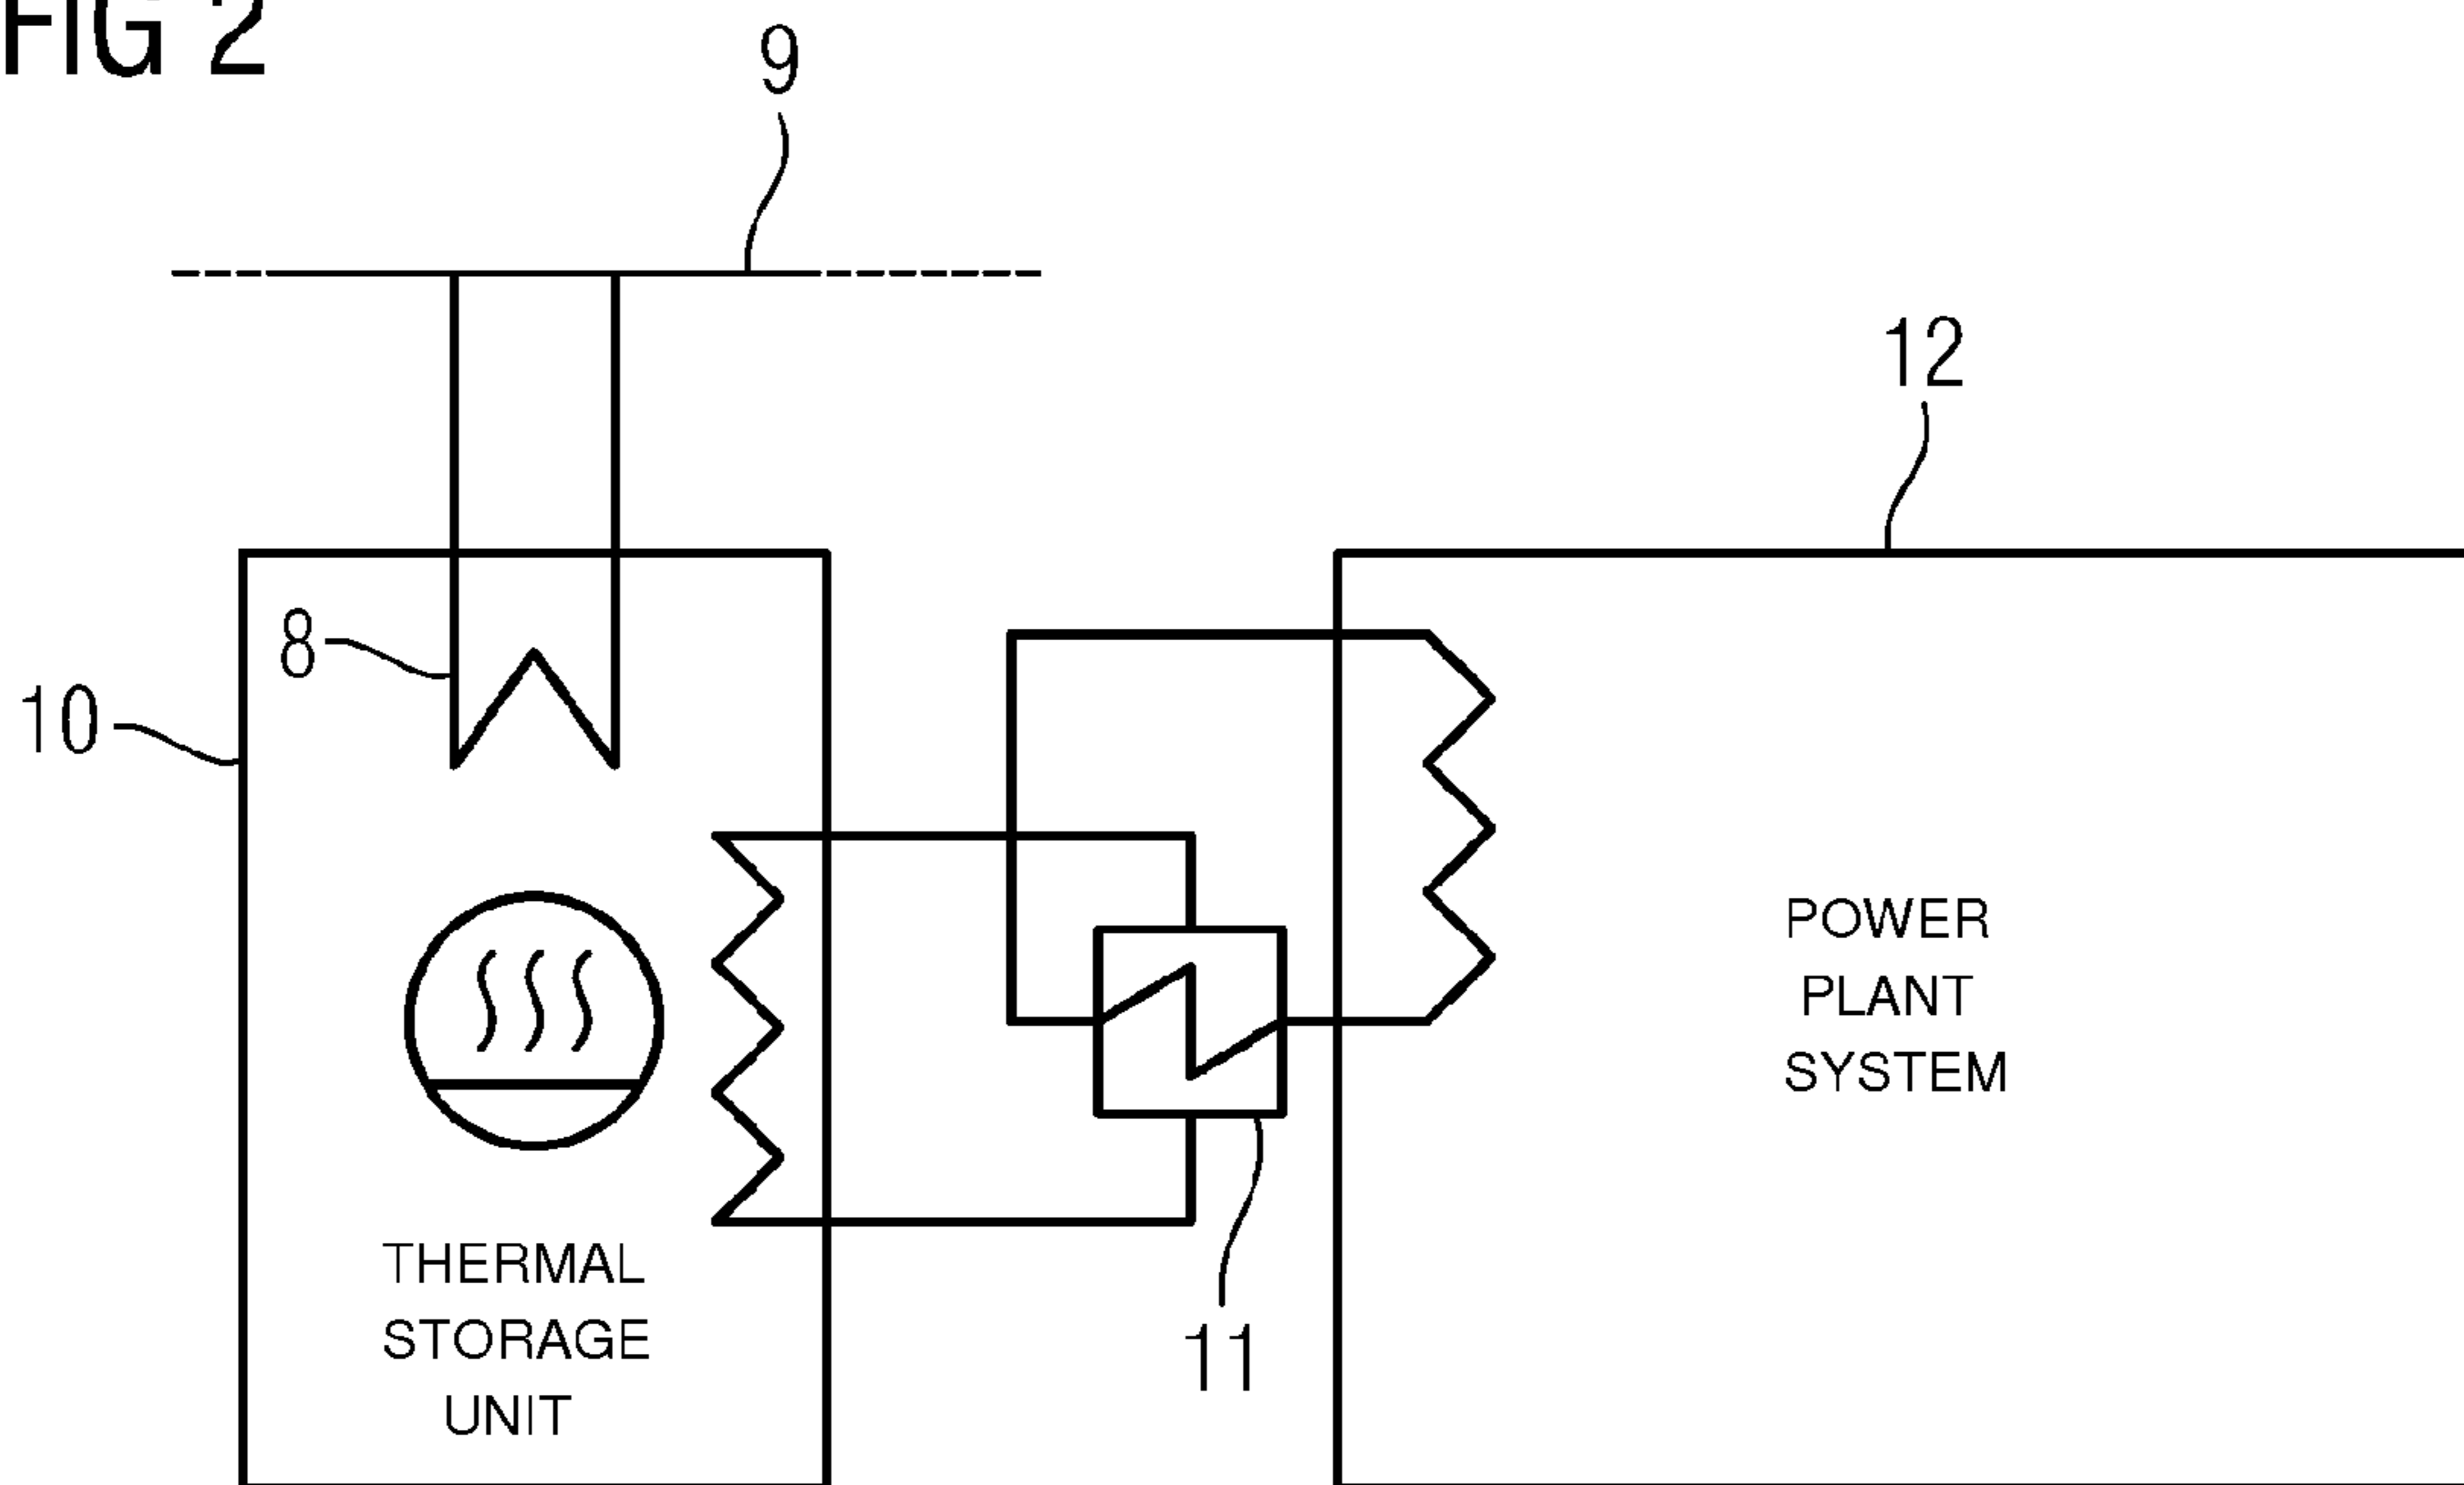 FIG 2
9
12
8
10
POWER
PLANT
SYSTEM
THERMAL
STORAGE
UNIT
11